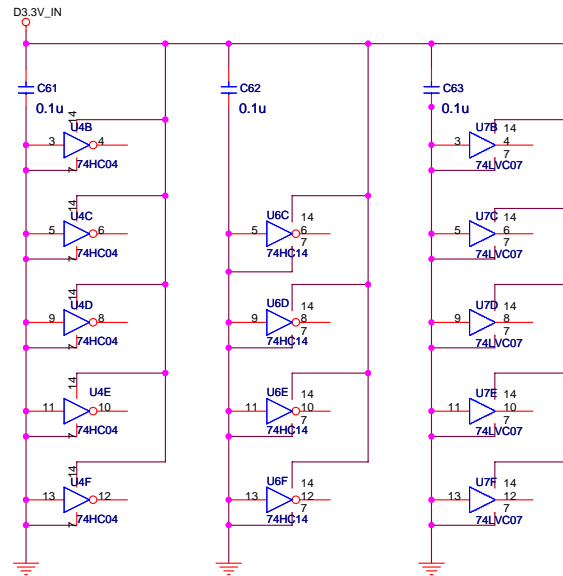 D3.3V_IN
C61
0.1u
C62
0.1u
C63
0.1u
14
U4B
3
4
7
74HC04
14
U4C
5
6
7
74HC04
14
U4D
9
8
7
74HC04
14
U4E
11
10
7
74HC04
14
U4F
13
12
7
74HC04
U6C
14
5
6
7
74HC14
U6D
14
9
8
7
74HC14
U6E
14
11
10
7
74HC14
U6F
14
13
12
7
74HC14
U7B
14
3
4
7
74LVC07
U7C
14
5
6
7
74LVC07
U7D
14
9
8
7
74LVC07
U7E
14
11
10
7
74LVC07
U7F
14
13
12
7
74LVC07